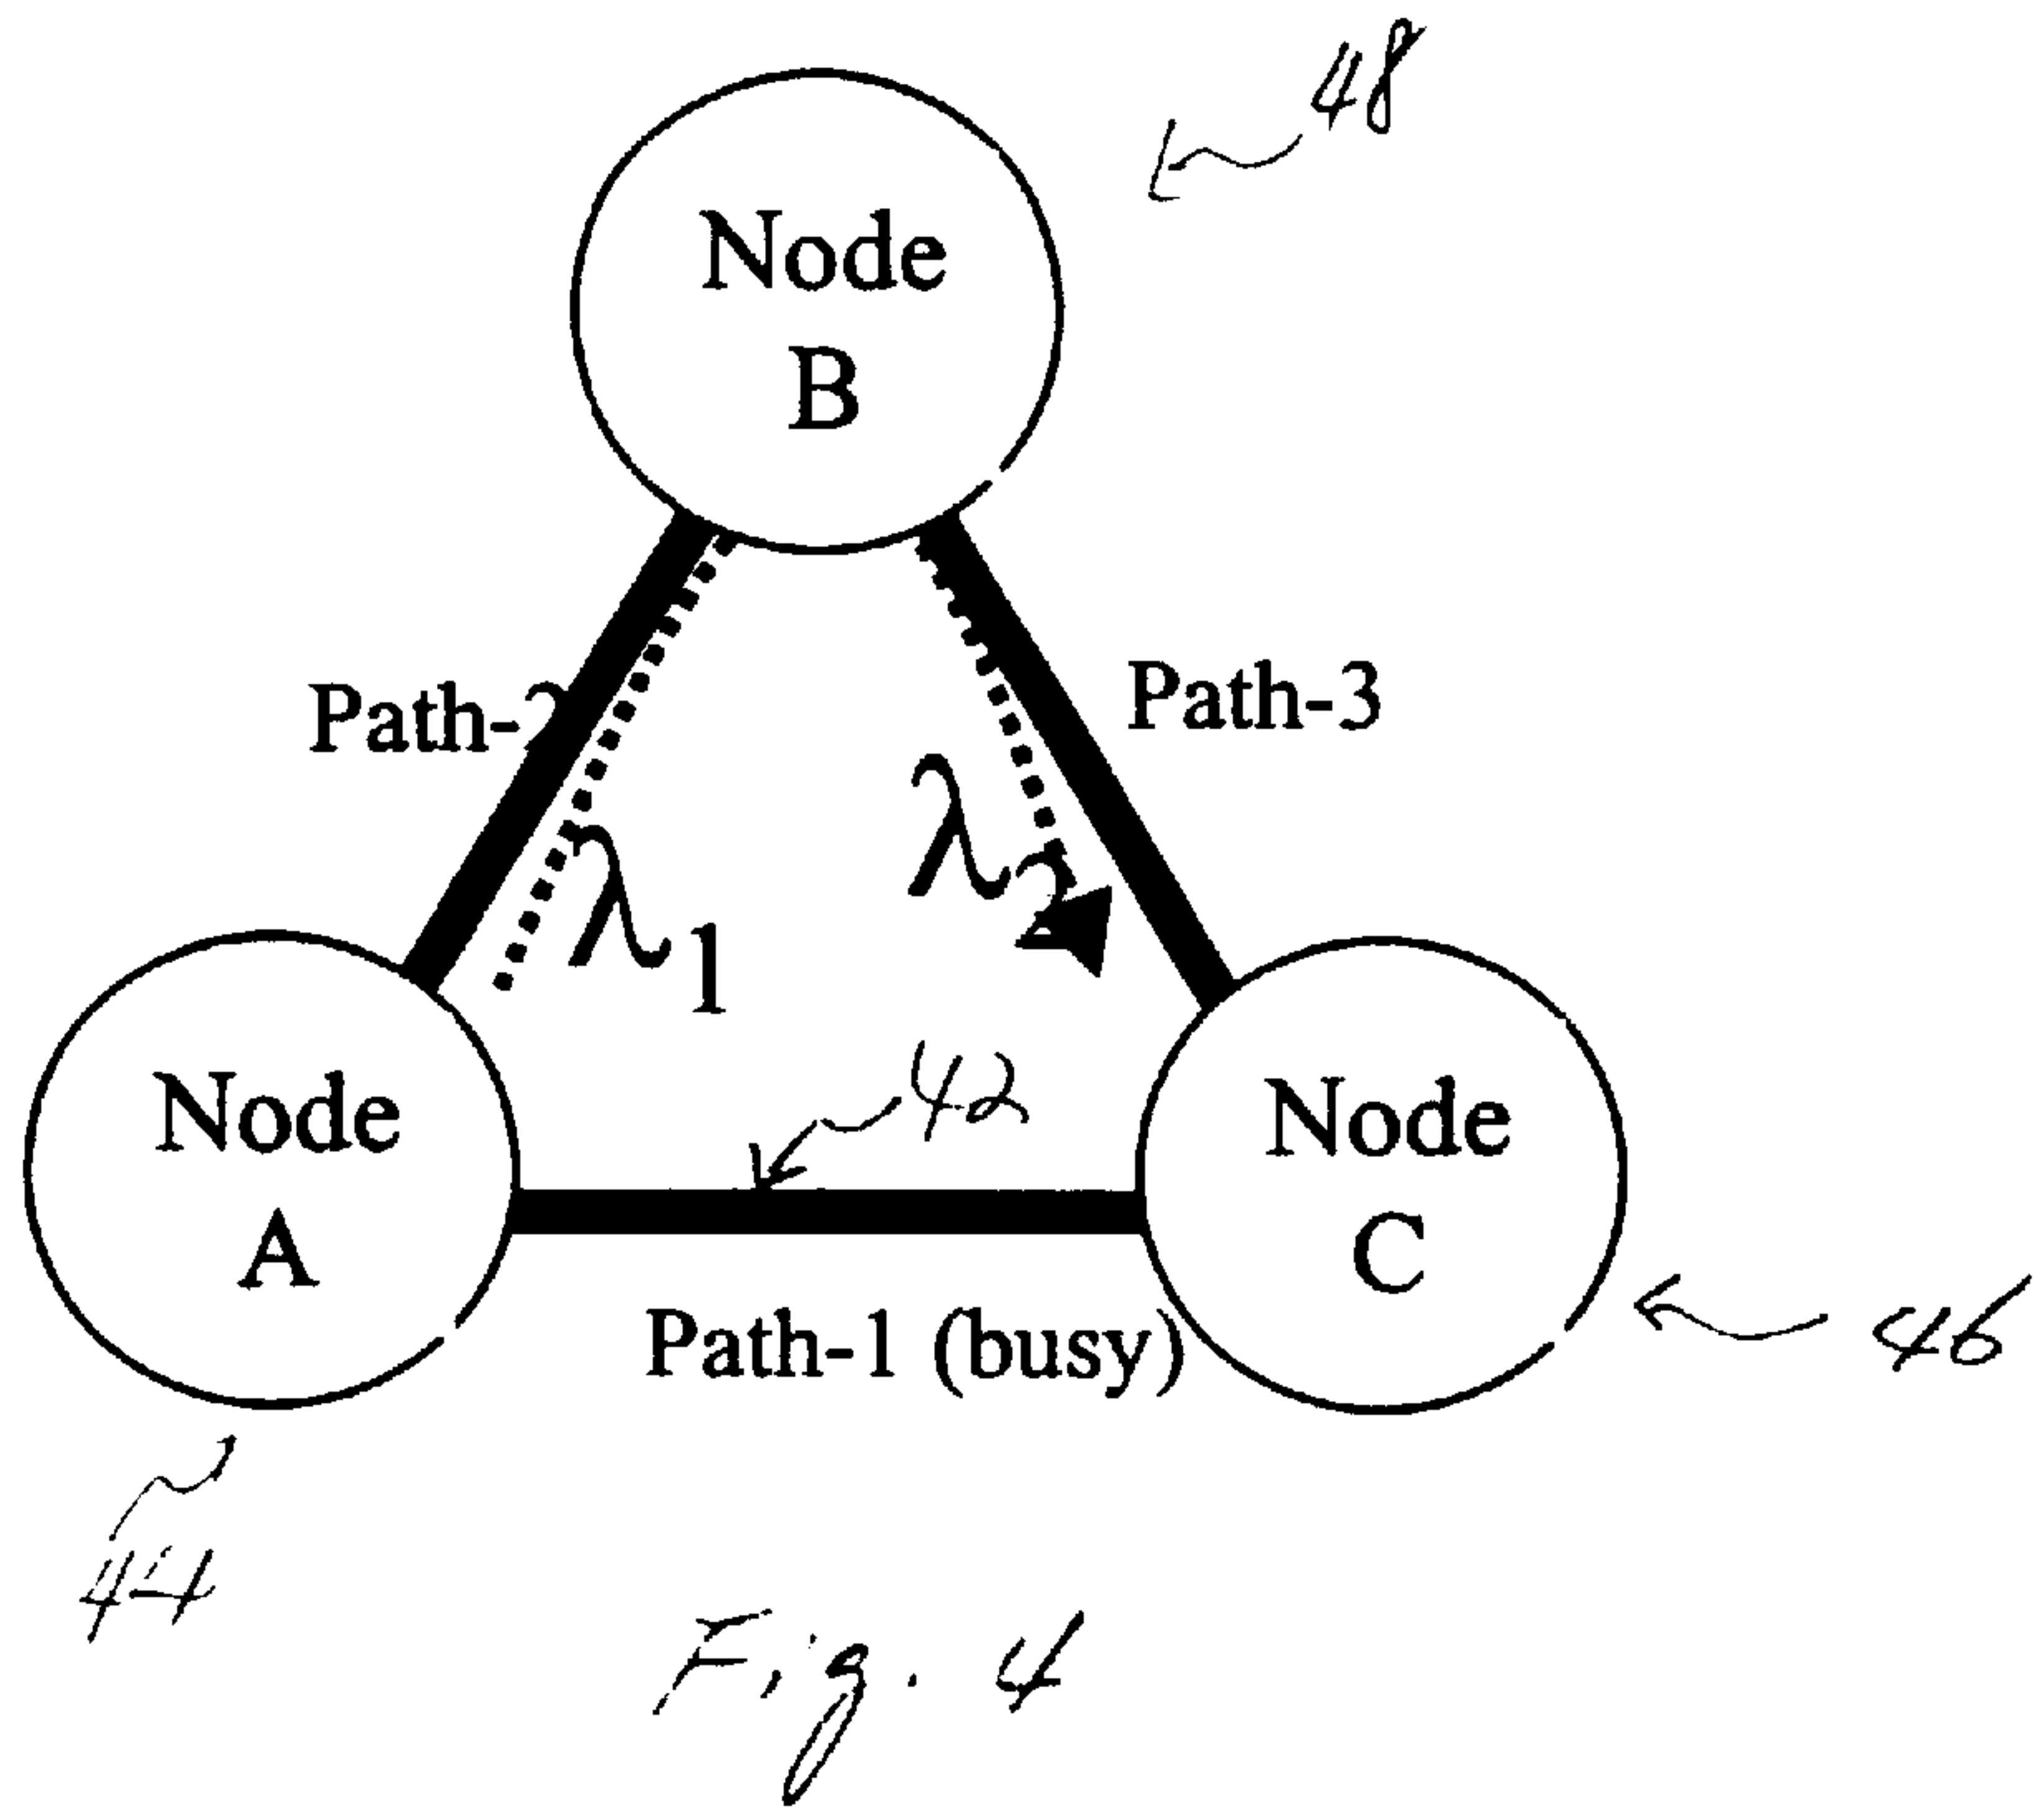 48
Node
B
Path-2
Path-3
λ2
λ1
42
Node
A
Node
C
Path-1 (busy)
46
44
Fig. 4